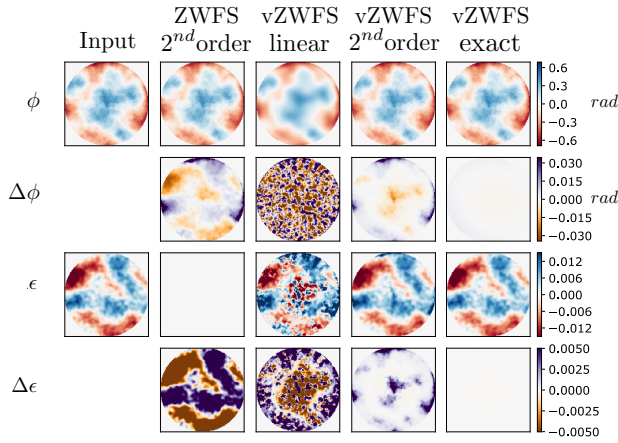 ZWFS vZWFS vZWFS vZWFS
Input 2nd order linear 2nd order exact
ϕ
0.6
0.3
0.0
−0.3
−0.6
rad
Δϕ
0.030
0.015
0.000
−0.015
−0.030
rad
.ϵ
0.012
0.006
0.000
−0.006
−0.012
Δϵ
0.0050
0.0025
0.0000
−0.0025
−0.0050